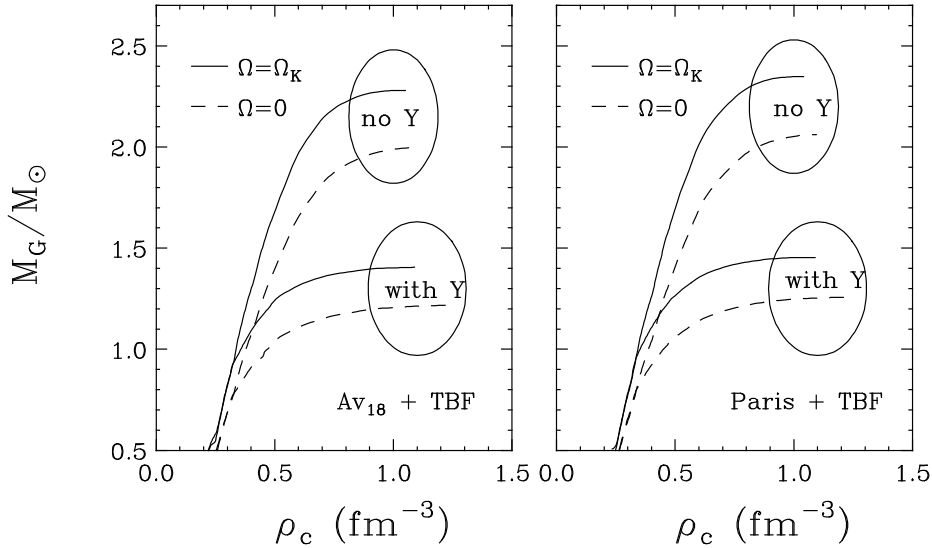 M_G/M_⊙
2.5
2.0
1.5
1.0
0.5
Ω=Ω_K
Ω=0
no Y
with Y
Av_18 + TBF
0.0 0.5 1.0 1.5
ρ_c (fm^−3)
Ω=Ω_K
Ω=0
no Y
with Y
Paris + TBF
0.0 0.5 1.0 1.5
ρ_c (fm^−3)